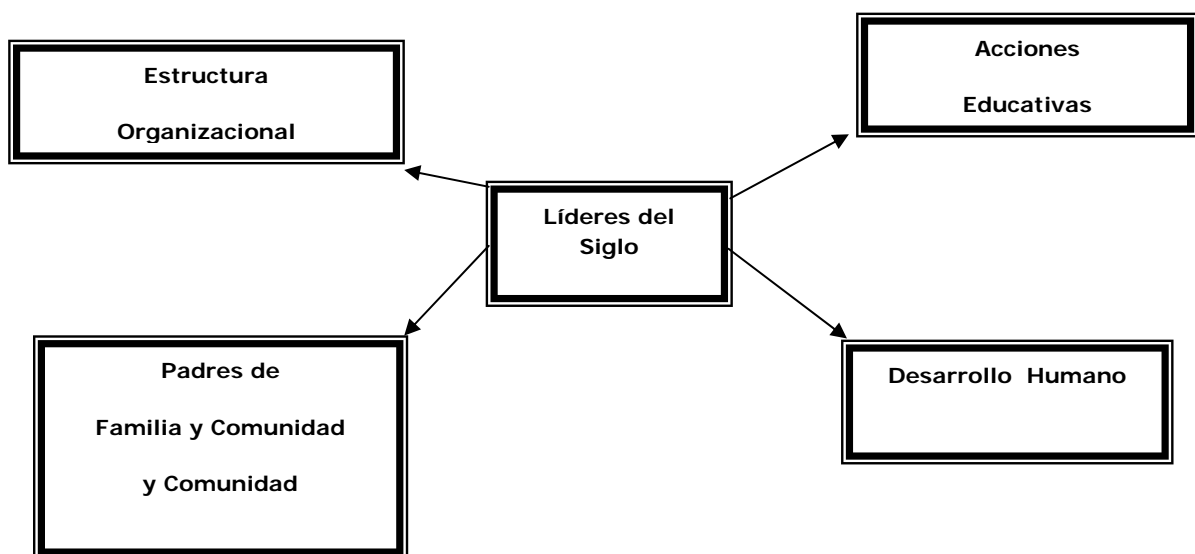 Estructura
Organizacional
Acciones
Educativas
Líderes del
Siglo
Padres de
Familia y Comunidad
y Comunidad
Desarrollo Humano